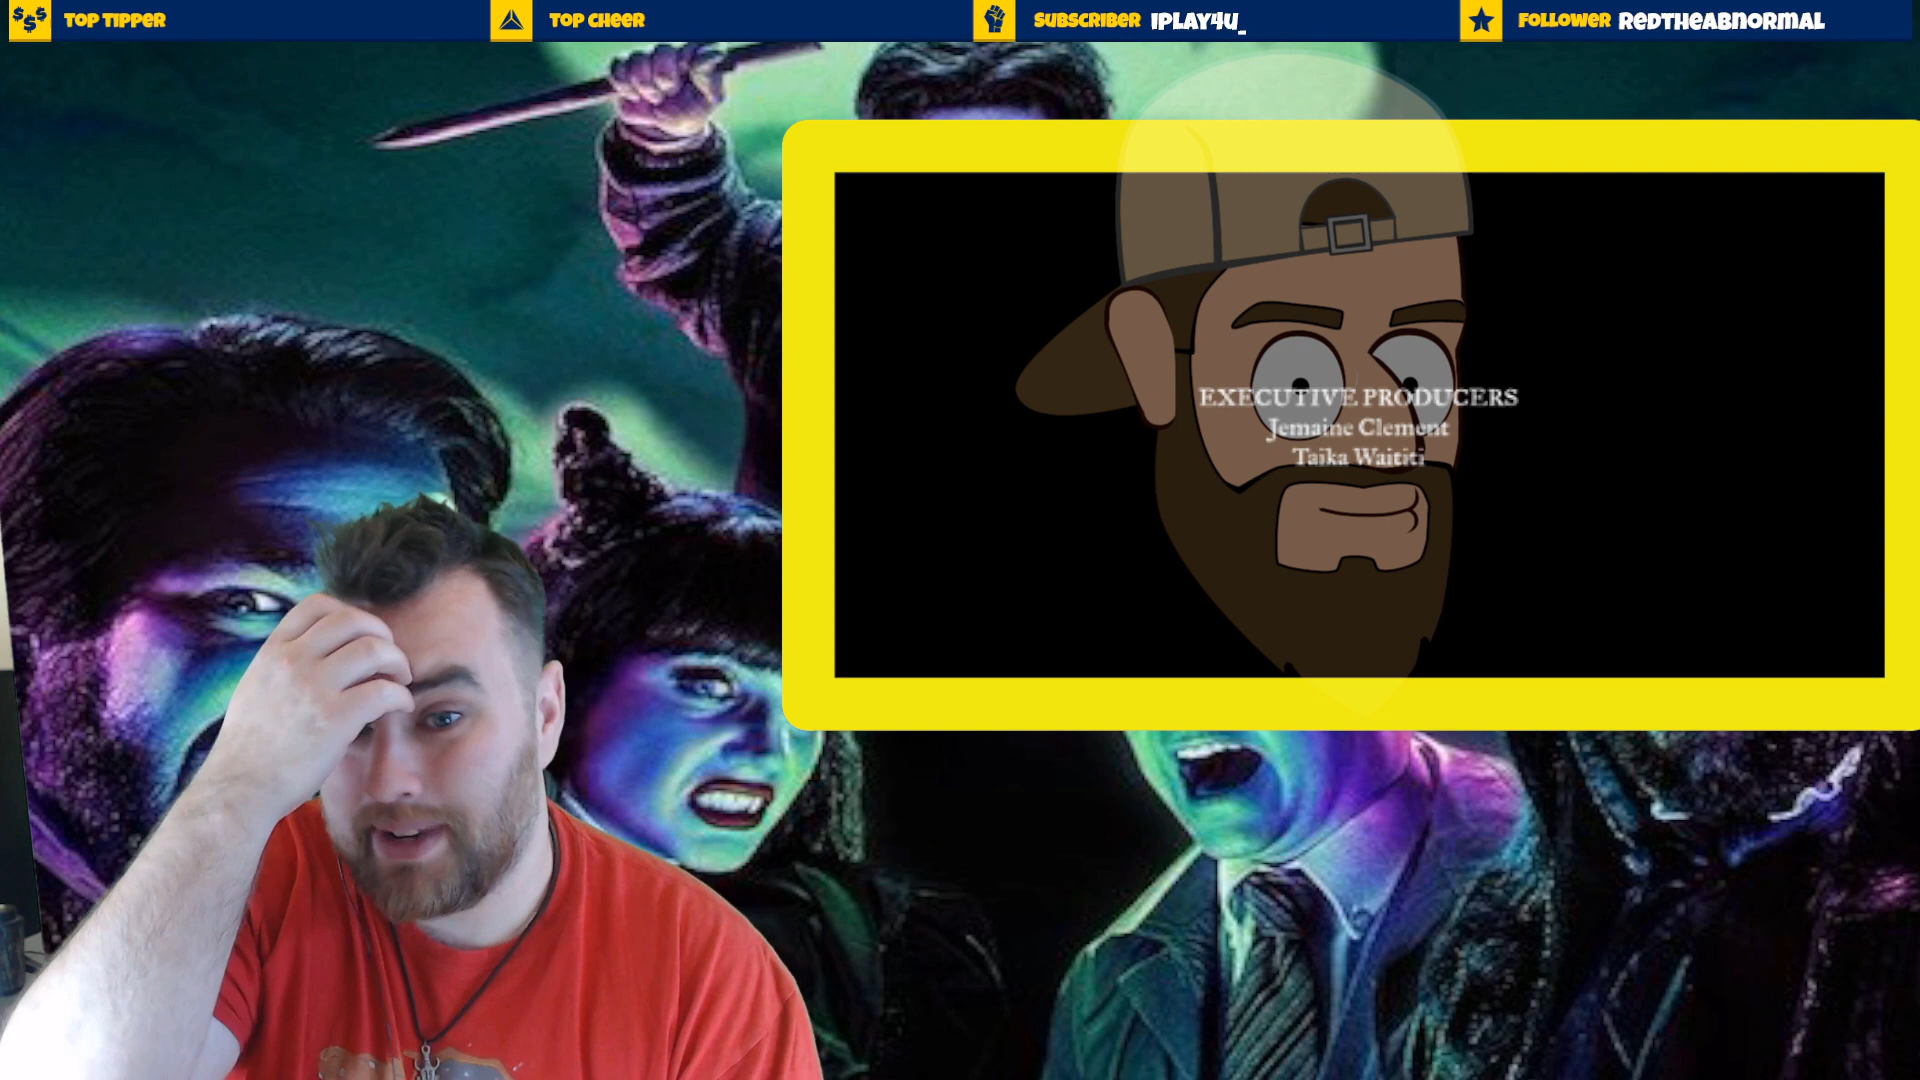 $$$ TOP TIPPER
TOP CHEER
SUBSCRIBER IPLAY4U_
FOLLOWER REDTHEABNORMAL
EXECUTIVE PRODUCERS
Jemaine Clement
Taika Waititi